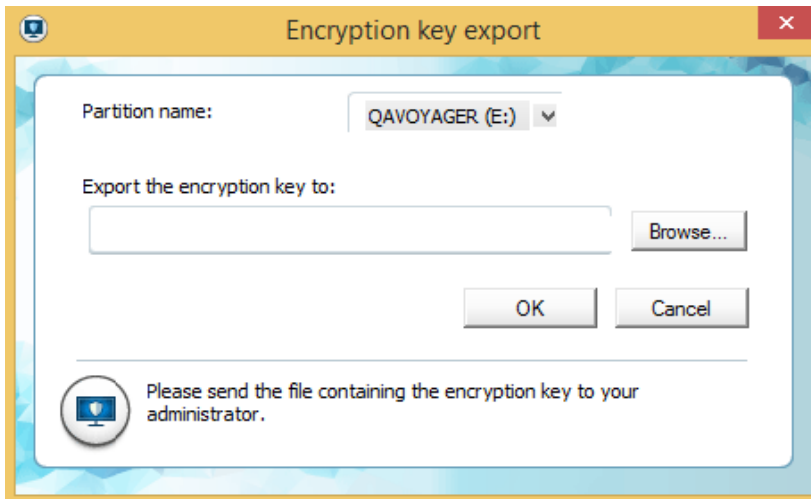 Encryption key export
Partition name:
QAVOYAGER (E:)
Export the encryption key to:
Browse...
OK
Cancel
Please send the file containing the encryption key to your
administrator.